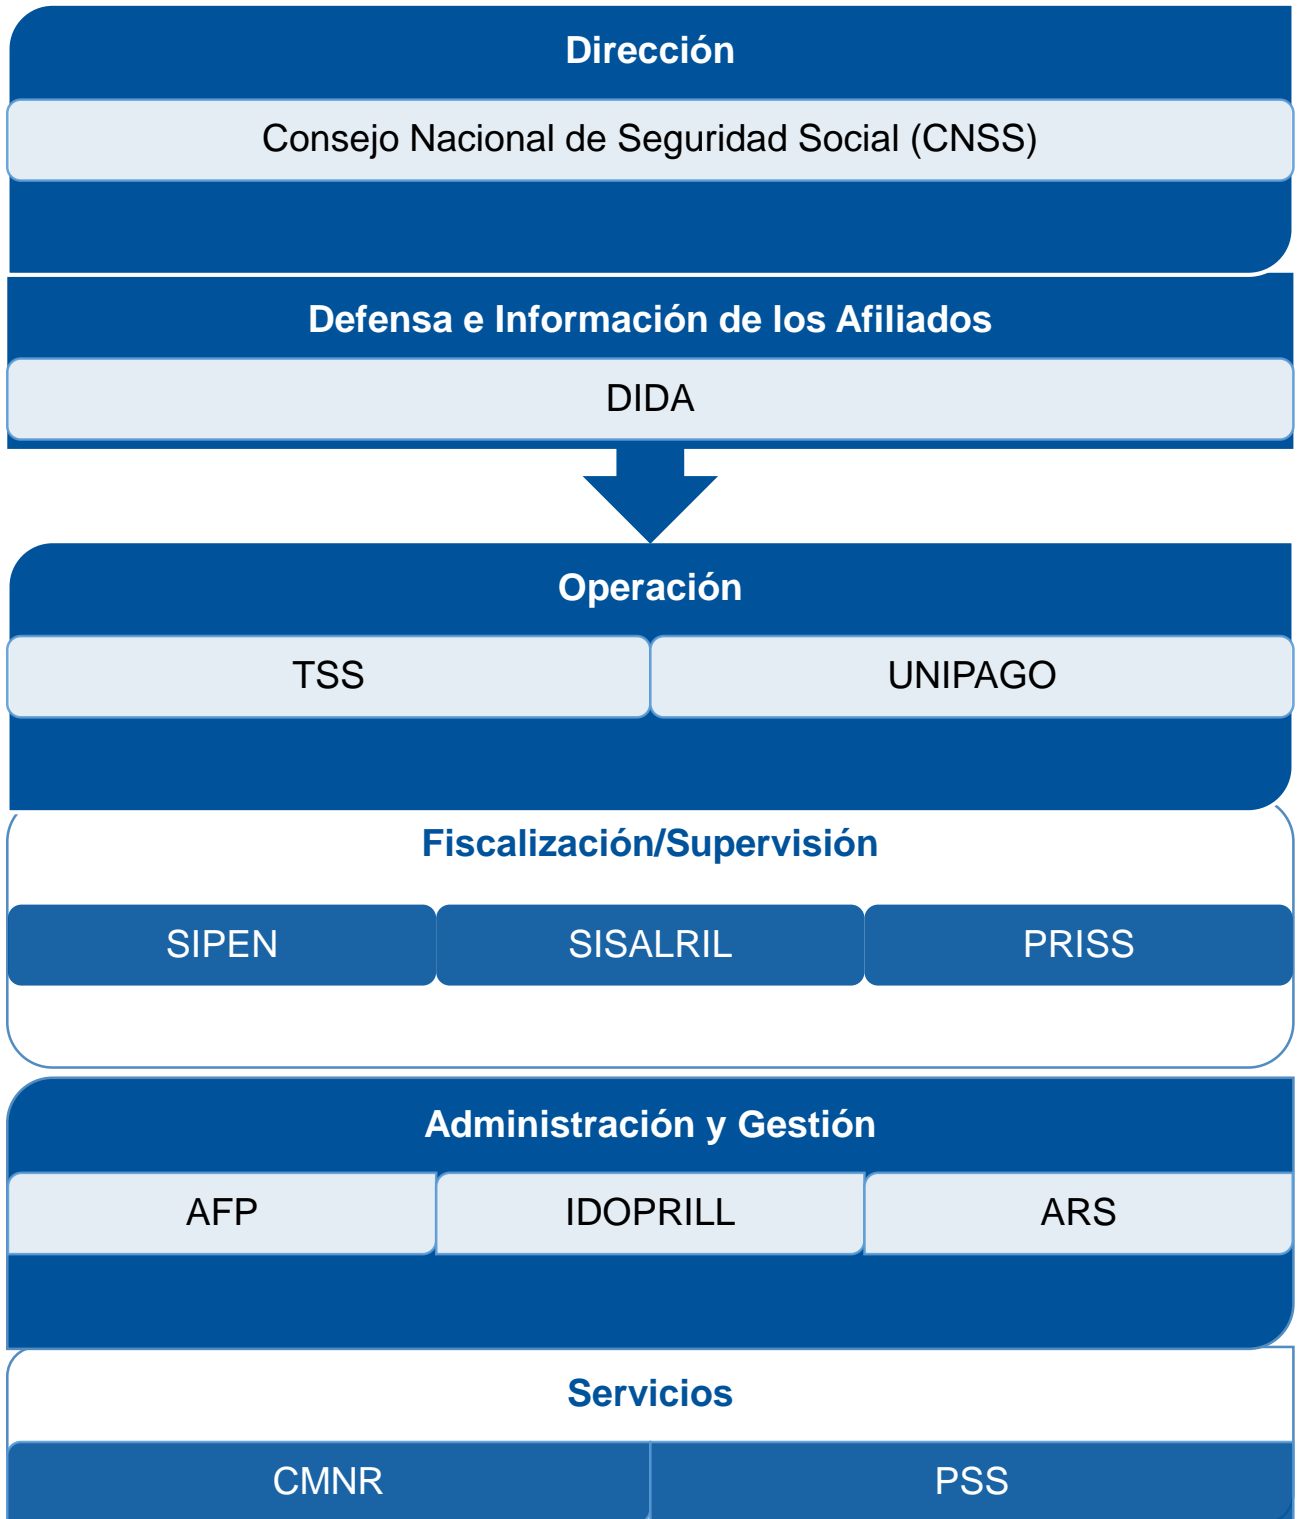 Dirección
Consejo Nacional de Seguridad Social (CNSS)
Defensa e Información de los Afiliados
DIDA
Operación
TSS
UNIPAGO
Fiscalización/Supervisión
SIPEN
SISALRIL
PRISS
Administración y Gestión
AFP
IDOPRILL
ARS
Servicios
CMNR
PSS